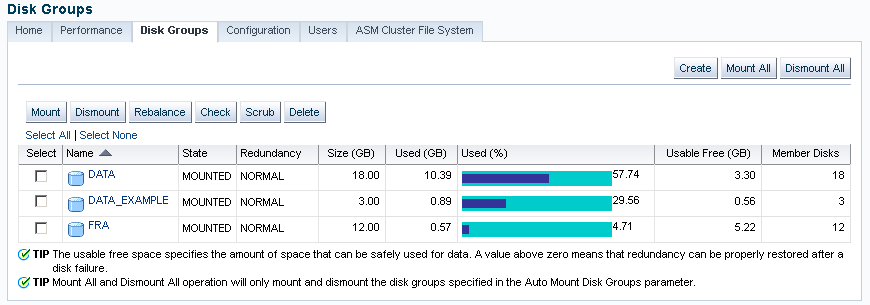 Disk Groups
Home Performance Disk Groups Configuration Users ASM Cluster File System
Create Mount All Dismount All
Mount Dismount Rebalance Check Scrub Delete
Select All | Select None
Select Name State Redundancy Size (GB) Used (GB) Used (%) Usable Free (GB) Member Disks
DATA MOUNTED NORMAL 18.00 10.39 57.74 3.30 18
DATA_EXAMPLE MOUNTED NORMAL 3.00 0.89 29.56 0.56 3
FRA MOUNTED NORMAL 12.00 0.57 4.71 5.22 12
TIP The usable free space specifies the amount of space that can be safely used for data. A value above zero means that redundancy can be properly restored after a
disk failure.
TIP Mount All and Dismount All operation will only mount and dismount the disk groups specified in the Auto Mount Disk Groups parameter.